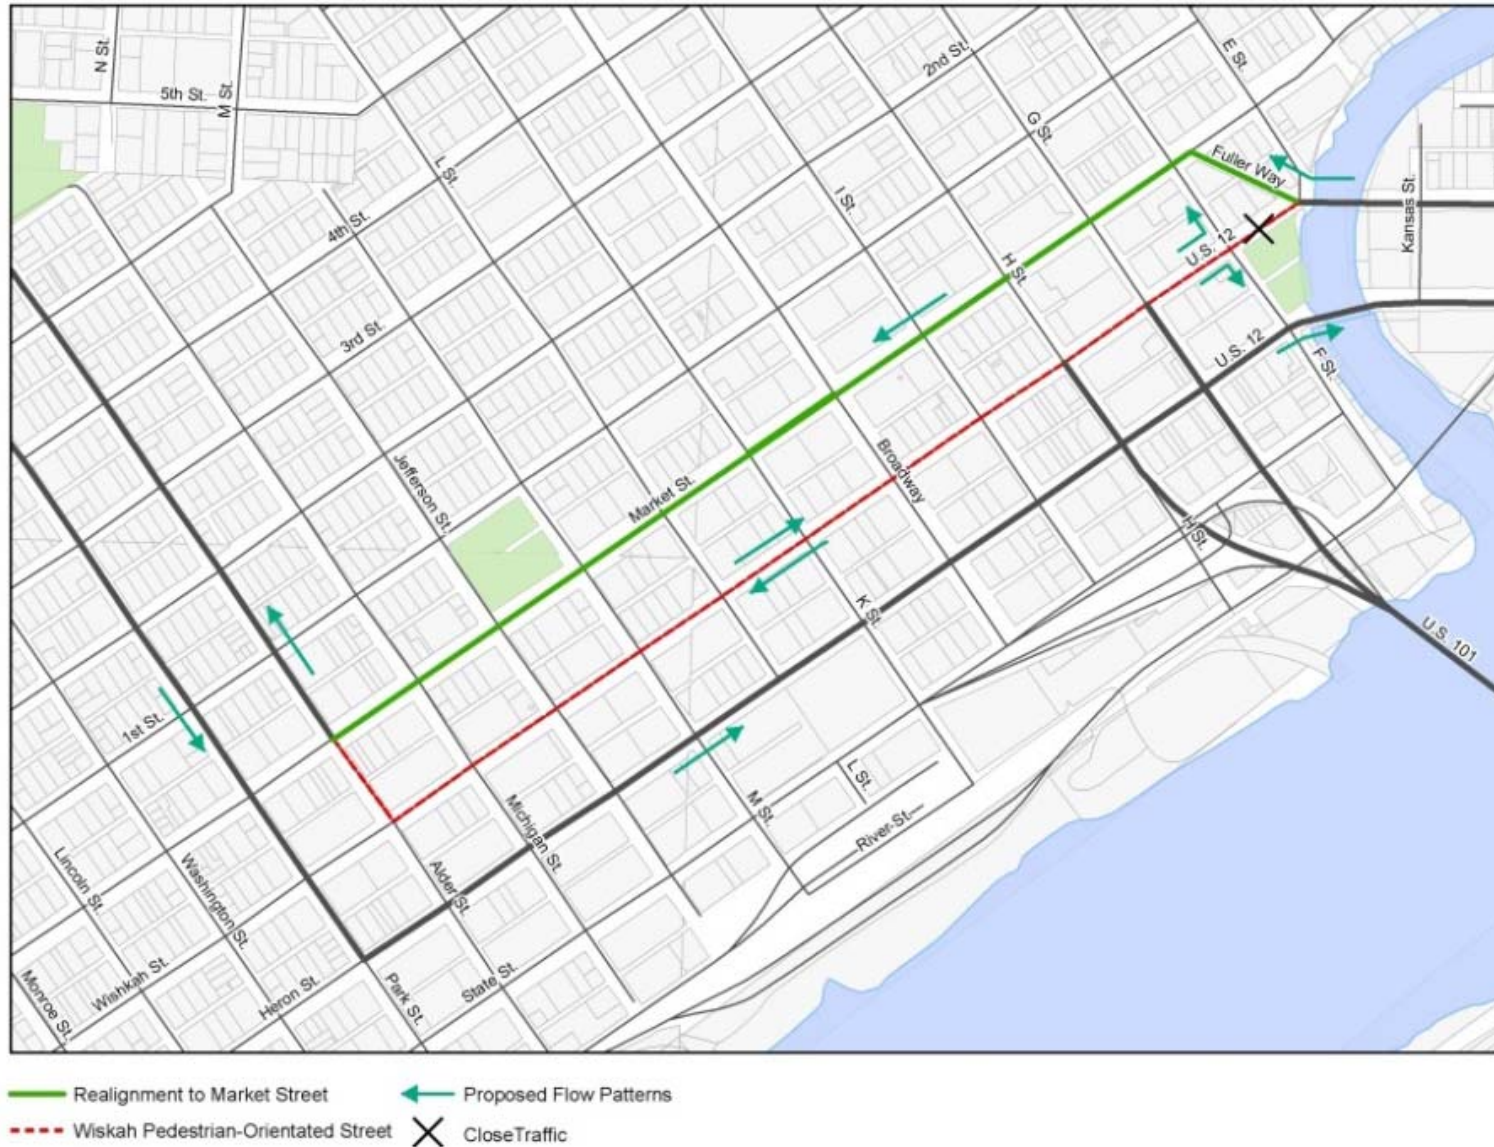 N St.
M St.
5th St.
E St.
2nd St.
G St.
Fuller Way
L St.
I St.
Kansas St.
4th St.
H St.
U.S. 12
3rd St.
U.S. 12
F St.
Jefferson St.
Broadway
Market St.
H St.
K St.
U.S. 101
1st St.
L St.
M St.
River St.
Michigan St.
Alder St.
Lincoln St.
Washington St.
Park St.
State St.
Heron St.
Wishkah St.
Monroe St.
Realignment to Market Street
Proposed Flow Patterns
Wiskah Pedestrian-Orientated Street
CloseTraffic